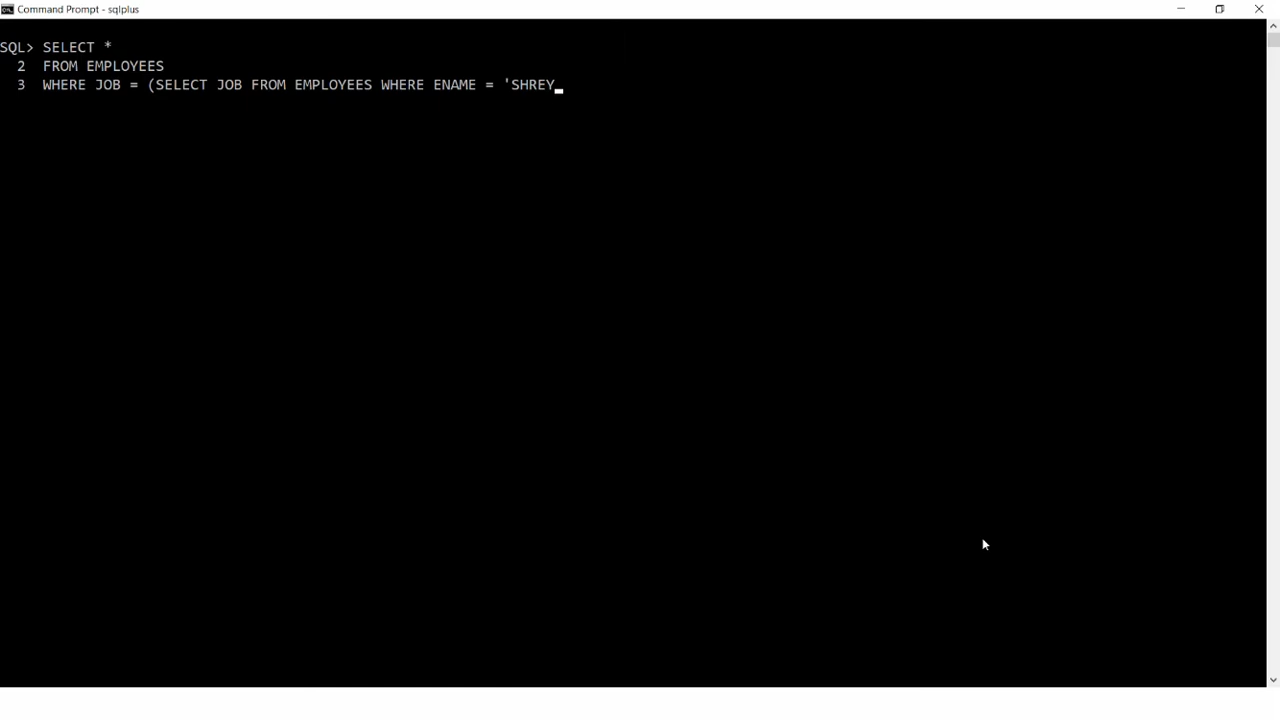 Command Prompt - sqlplus
SQL> SELECT *
2 FROM EMPLOYEES
3 WHERE JOB = (SELECT JOB FROM EMPLOYEES WHERE ENAME = 'SHREY